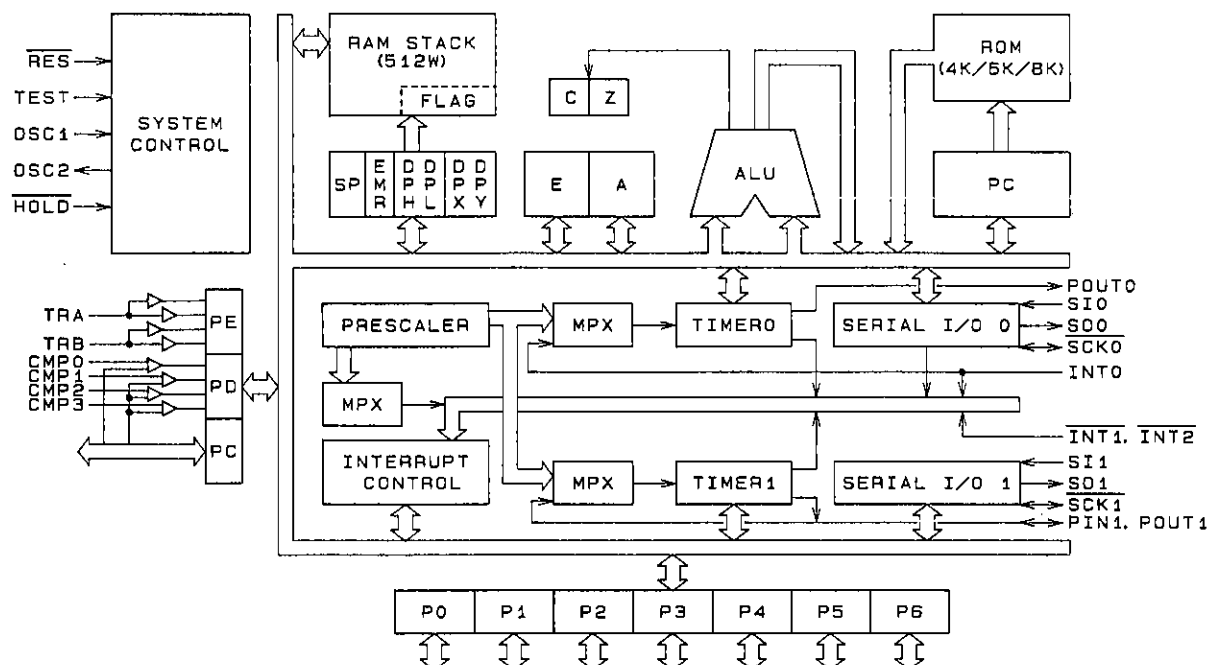 RES
TEST
OSC1
OSC2
HOLD
SYSTEM
CONTROL
RAM STACK
(512W)
FLAG
SP
EMR
DPH
DPL
DPX
DPY
C Z
E A
ALU
ROM
(4K/6K/8K)
PC
TRA
TRB
CMP0
CMP1
CMP2
CMP3
PE
PD
PC
PRESCALER
MPX
TIMER0
SERIAL I/O 0
POUT0
SI0
SO0
SCK0
INT0
MPX
INT1. INT2
INTERRUPT
CONTROL
MPX
TIMER1
SERIAL I/O 1
SI1
SO1
SCK1
PIN1. POUT1
P0 P1 P2 P3 P4 P5 P6